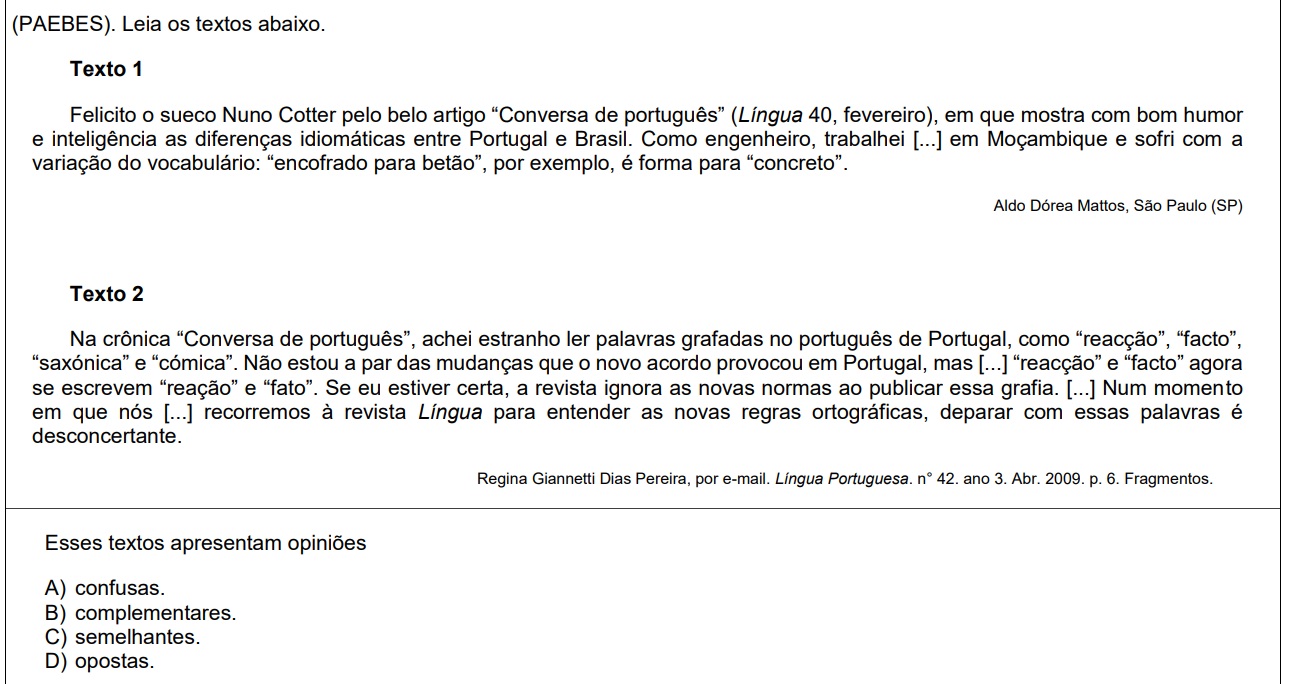 (PAEBES). Leia os textos abaixo.
Texto 1
Felicito o sueco Nuno Cotter pelo belo artigo “Conversa de português” (Língua 40, fevereiro), em que mostra com bom humor
e inteligência as diferenças idiomáticas entre Portugal e Brasil. Como engenheiro, trabalhei [...] em Moçambique e sofri com a
variação do vocabulário: “encofrado para betão”, por exemplo, é forma para “concreto”.
Aldo Dórea Mattos, São Paulo (SP)
Texto 2
Na crônica “Conversa de português”, achei estranho ler palavras grafadas no português de Portugal, como “reacção”, “facto”,
“saxónica” e “cómica”. Não estou a par das mudanças que o novo acordo provocou em Portugal, mas [...] “reacção” e “facto” agora
se escrevem “reação” e “fato”. Se eu estiver certa, a revista ignora as novas normas ao publicar essa grafia. [...] Num momento
em que nós [...] recorremos à revista Língua para entender as novas regras ortográficas, deparar com essas palavras é
desconcertante.
Regina Giannetti Dias Pereira, por e-mail. Língua Portuguesa. n° 42. ano 3. Abr. 2009. p. 6. Fragmentos.
Esses textos apresentam opiniões
A) confusas.
B) complementares.
C) semelhantes.
D) opostas.